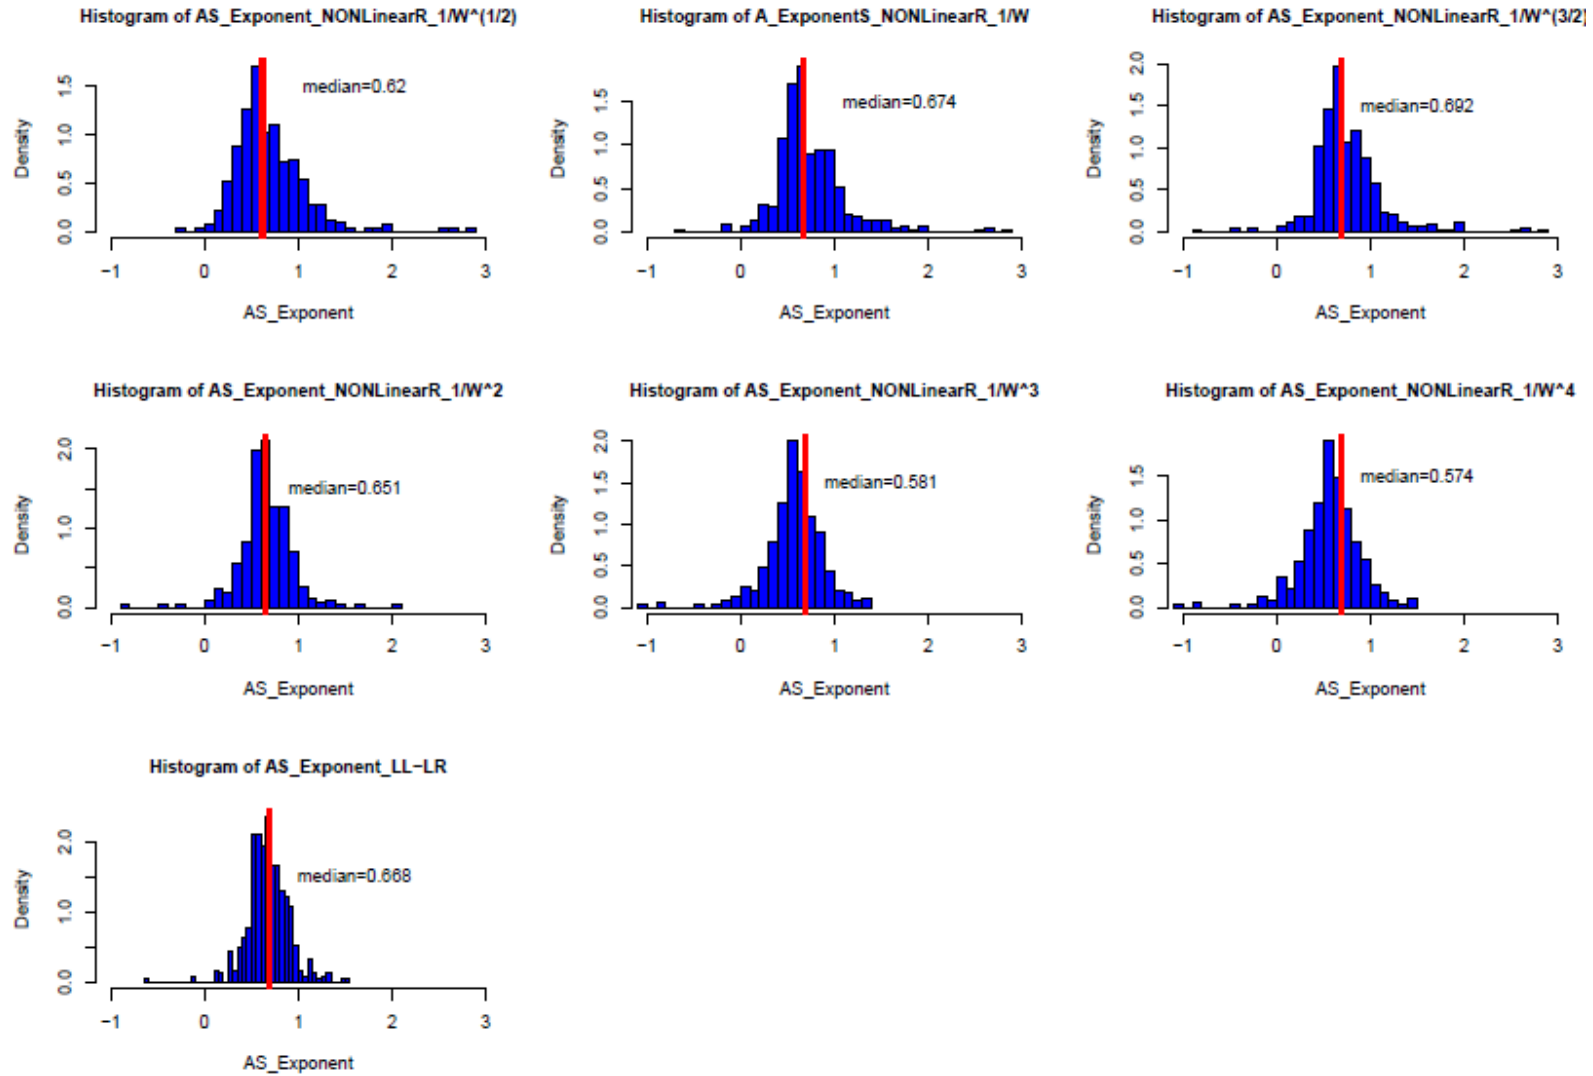 Histogram of AS_Exponent_NONLinearR_1/W^(1/2)
median=0.62
Density
0.0 0.5 1.0 1.5
−1 0 1 2 3
AS_Exponent
Histogram of A_ExponentS_NONLinearR_1/W
median=0.674
Density
0.0 0.5 1.0 1.5
−1 0 1 2 3
AS_Exponent
Histogram of AS_Exponent_NONLinearR_1/W^(3/2)
median=0.692
Density
0.0 0.5 1.0 1.5 2.0
−1 0 1 2 3
AS_Exponent
Histogram of AS_Exponent_NONLinearR_1/W^2
median=0.651
Density
0.0 1.0 2.0
−1 0 1 2 3
AS_Exponent
Histogram of AS_Exponent_NONLinearR_1/W^3
median=0.581
Density
0.0 0.5 1.0 1.5 2.0
−1 0 1 2 3
AS_Exponent
Histogram of AS_Exponent_NONLinearR_1/W^4
median=0.574
Density
0.0 0.5 1.0 1.5
−1 0 1 2 3
AS_Exponent
Histogram of AS_Exponent_LL−LR
median=0.668
Density
0.0 1.0 2.0
−1 0 1 2 3
AS_Exponent